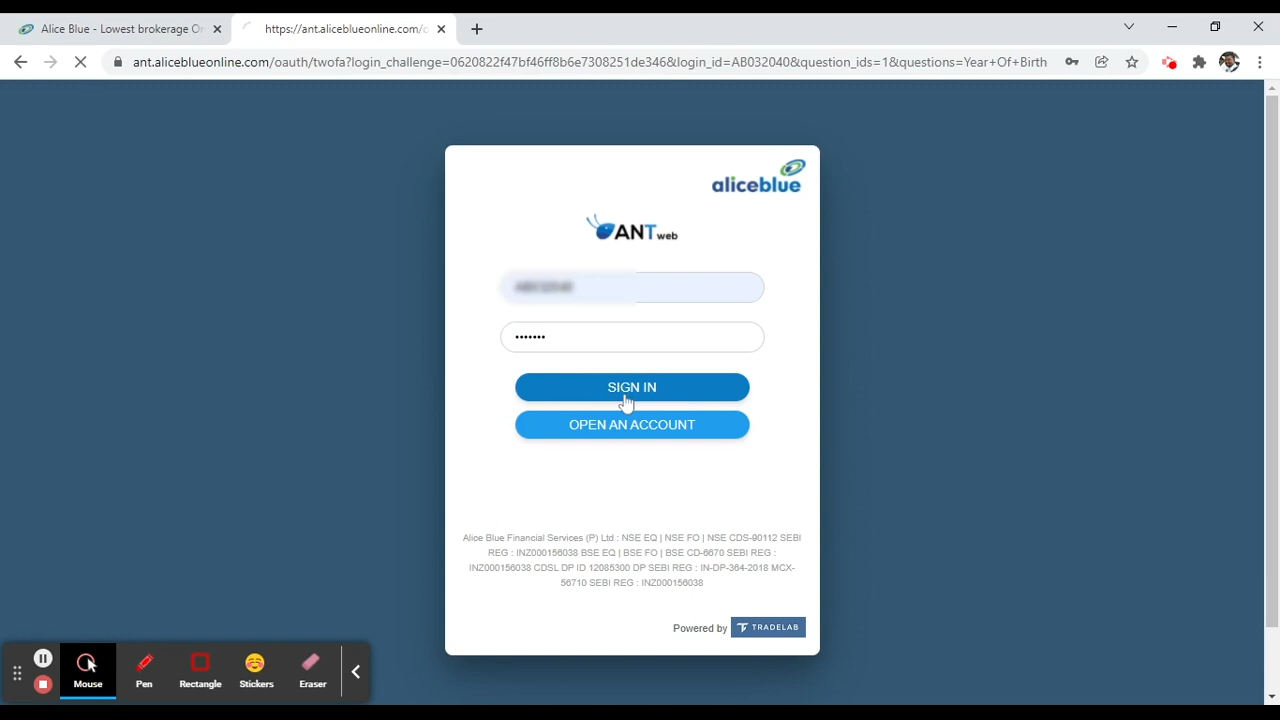 Alice Blue - Lowest brokerage On
https://ant.aliceblueonline.com/o
ant.aliceblueonline.com/oauth/twofa?login_challenge=0620822f47bf46ff8b6e7308251de346&login_id=AB032040&question_ids=1&questions=Year+Of+Birth
aliceblue
ANT web
SIGN IN
OPEN AN ACCOUNT
Alice Blue Financial Services (P) Ltd : NSE EQ | NSE FO | NSE CDS-90112 SEBI
REG : INZ000156038 BSE EQ | BSE FO | BSE CD-6670 SEBI REG :
INZ000156038 CDSL DP ID 12085300 DP SEBI REG : IN-DP-364-2018 MCX-
56710 SEBI REG : INZ000156038
Powered by TRADELAB
Mouse
Pen
Rectangle
Stickers
Eraser